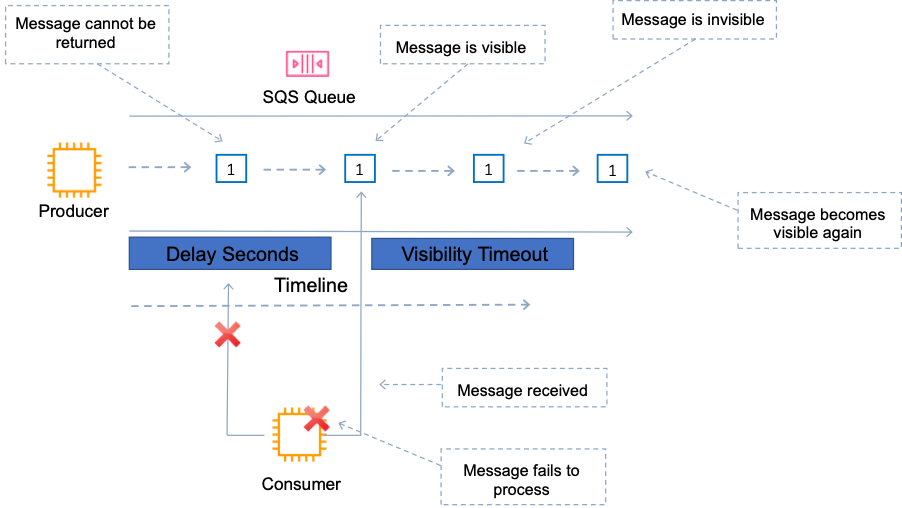 Message cannot be
returned
Message is visible
Message is invisible
SQS Queue
1
1
1
1
Producer
Message becomes
visible again
Delay Seconds
Visibility Timeout
Timeline
Message received
Message fails to
process
Consumer